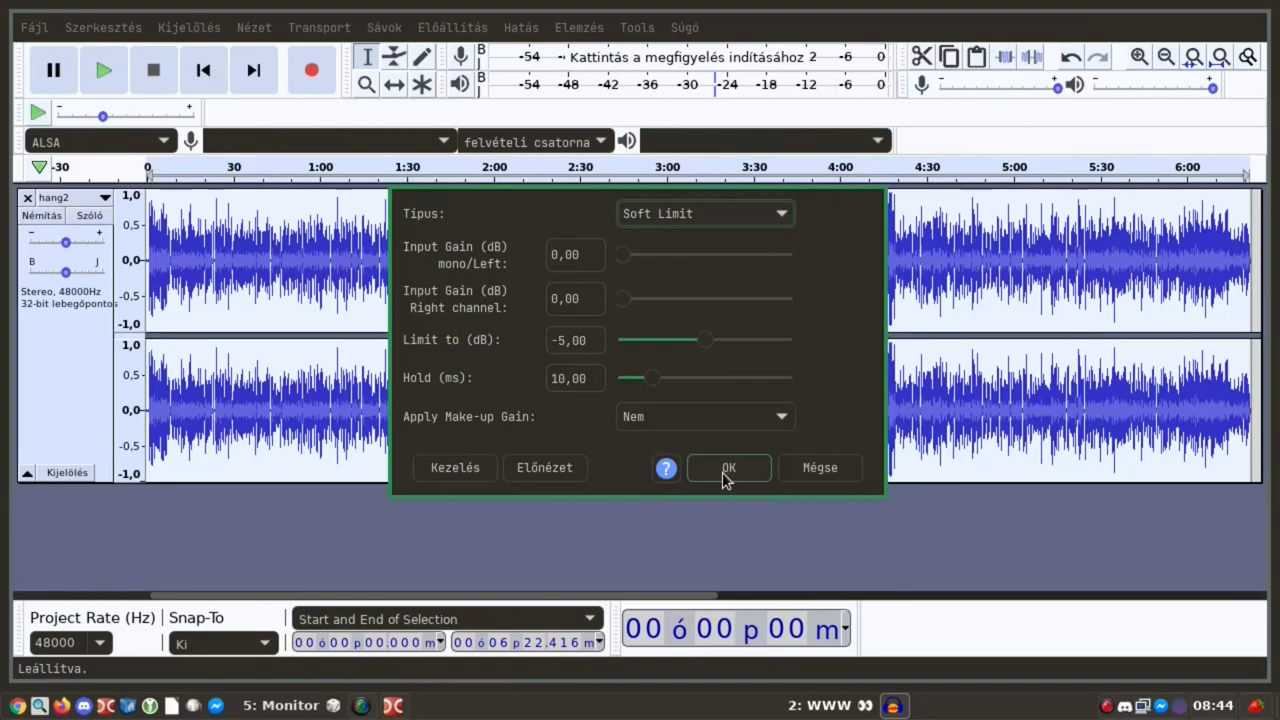 Fájl Szerkesztés Kijelölés Nézet Transport Sávok Előállítás Hatás Elemzés Tools Súgó
B -54 - Kattintás a megfigyelés indításához 2 -6 0
J
B -54 -48 -42 -36 -30 -24 -18 -12 -6 0
J
- + - +
- +
ALSA felvételi csatorna
-30 0 30 1:00 1:30 2:00 2:30 3:00 3:30 4:00 4:30 5:00 5:30 6:00
hang2
Némítás Szóló
- +
B J
Stereo, 48000Hz
32-bit lebegőpontos
Kijelölés
1,0
0,5
0,0
-0,5
-1,0
1,0
0,5
0,0
-0,5
-1,0
Típus: Soft Limit
Input Gain (dB)
mono/Left: 0,00
Input Gain (dB)
Right channel: 0,00
Limit to (dB): -5,00
Hold (ms): 10,00
Apply Make-up Gain: Nem
Kezelés Előnézet ? OK Mégse
Project Rate (Hz) Snap-To Start and End of Selection
48000 Ki 00 ó 00 p 00.000 m 00 ó 06 p 22.416 m
00 ó 00 p 00 m
Leállítva.
5: Monitor 2: WWW 08:44